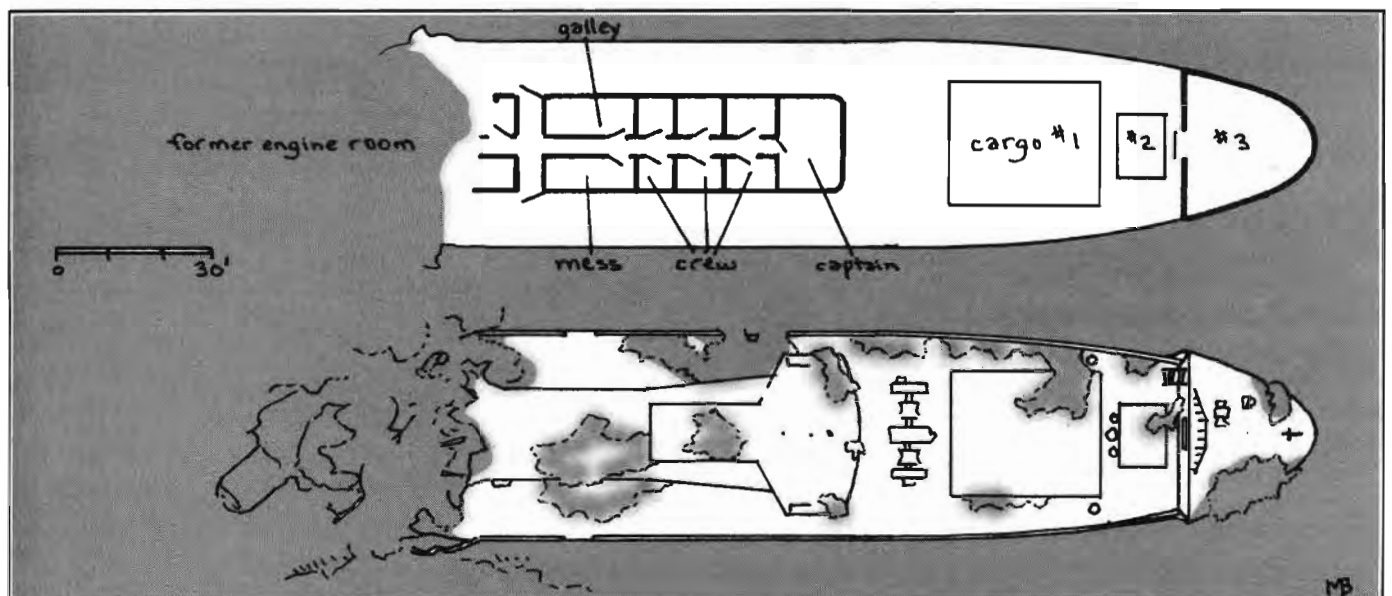 galley
former engine room
cargo #1
#2
#3
0 30'
mess crew captain
MB